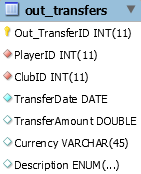 out_transfers
Out_TransferID INT(11)
PlayerID INT(11)
ClubID INT(11)
TransferDate DATE
TransferAmount DOUBLE
Currency VARCHAR(45)
Description ENUM(...)